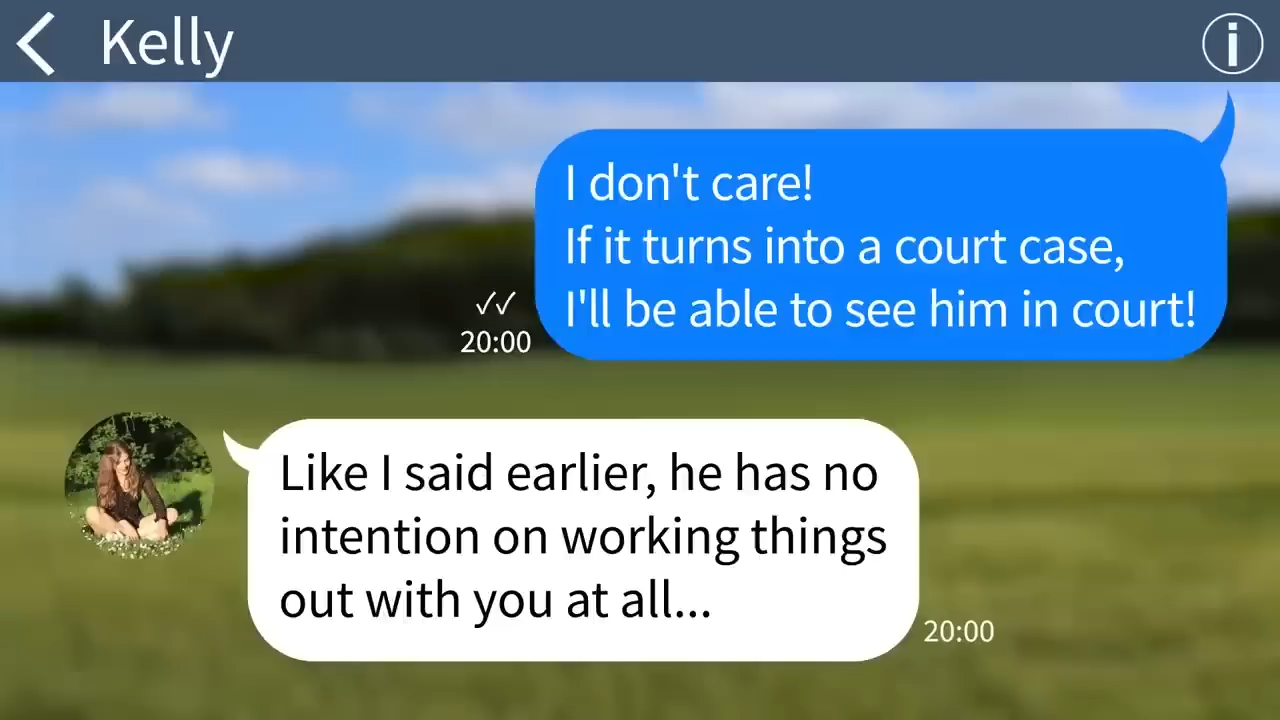 Kelly
I don't care!
If it turns into a court case,
I'll be able to see him in court!
20:00
Like I said earlier, he has no
intention on working things
out with you at all...
20:00